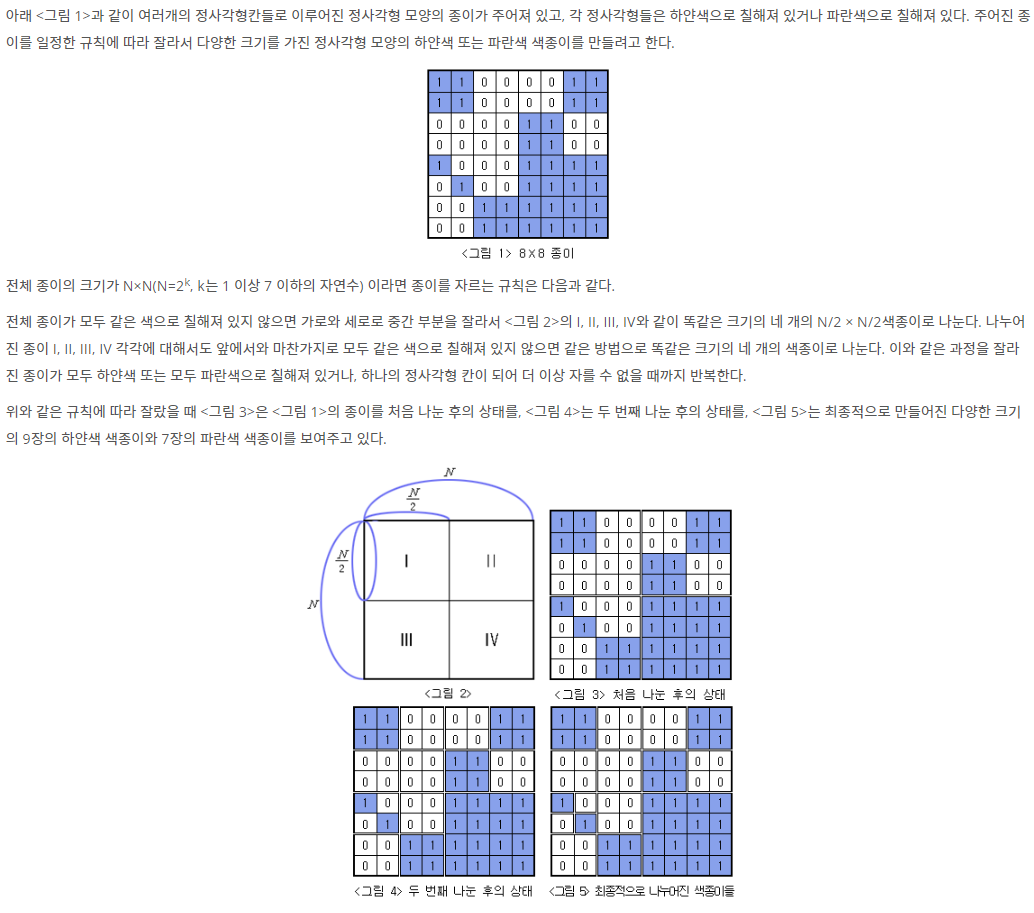 아래 <그림 1>과 같이 여러개의 정사각형칸들로 이루어진 정사각형 모양의 종이가 주어져 있고, 각 정사각형들은 하얀색으로 칠해져 있거나 파란색으로 칠해져 있다. 주어진 종
이를 일정한 규칙에 따라 잘라서 다양한 크기를 가진 정사각형 모양의 하얀색 또는 파란색 색종이를 만들려고 한다.
1 1 0 0 0 0 1 1
1 1 0 0 0 0 1 1
0 0 0 0 1 1 0 0
0 0 0 0 1 1 0 0
1 0 0 0 1 1 1 1
0 1 0 0 1 1 1 1
0 0 1 1 1 1 1 1
0 0 1 1 1 1 1 1
<그림 1> 8X8 종이
전체 종이의 크기가 N×N(N=2ᵏ, k는 1 이상 7 이하의 자연수) 이라면 종이를 자르는 규칙은 다음과 같다.
전체 종이가 모두 같은 색으로 칠해져 있지 않으면 가로와 세로로 중간 부분을 잘라서 <그림 2>의 I, II, III, IV와 같이 똑같은 크기의 네 개의 N/2 × N/2색종이로 나눈다. 나누어
진 종이 I, II, III, IV 각각에 대해서도 앞에서와 마찬가지로 모두 같은 색으로 칠해져 있지 않으면 같은 방법으로 똑같은 크기의 네 개의 색종이로 나눈다. 이와 같은 과정을 잘라
진 종이가 모두 하얀색 또는 모두 파란색으로 칠해져 있거나, 하나의 정사각형 칸이 되어 더 이상 자를 수 없을 때까지 반복한다.
위와 같은 규칙에 따라 잘랐을 때 <그림 3>은 <그림 1>의 종이를 처음 나눈 후의 상태를, <그림 4>는 두 번째 나눈 후의 상태를, <그림 5>는 최종적으로 만들어진 다양한 크기
의 9장의 하얀색 색종이와 7장의 파란색 색종이를 보여주고 있다.
N
N/2
N/2
N
I II
III IV
<그림 2>
1 1 0 0 0 0 1 1
1 1 0 0 0 0 1 1
0 0 0 0 1 1 0 0
0 0 0 0 1 1 0 0
1 0 0 0 1 1 1 1
0 1 0 0 1 1 1 1
0 0 1 1 1 1 1 1
0 0 1 1 1 1 1 1
<그림 3> 처음 나눈 후의 상태
1 1 0 0 0 0 1 1
1 1 0 0 0 0 1 1
0 0 0 0 1 1 0 0
0 0 0 0 1 1 0 0
1 0 0 0 1 1 1 1
0 1 0 0 1 1 1 1
0 0 1 1 1 1 1 1
0 0 1 1 1 1 1 1
<그림 4> 두 번째 나눈 후의 상태
1 1 0 0 0 0 1 1
1 1 0 0 0 0 1 1
0 0 0 0 1 1 0 0
0 0 0 0 1 1 0 0
1 0 0 0 1 1 1 1
0 1 0 0 1 1 1 1
0 0 1 1 1 1 1 1
0 0 1 1 1 1 1 1
<그림 5> 최종적으로 나누어진 색종이들